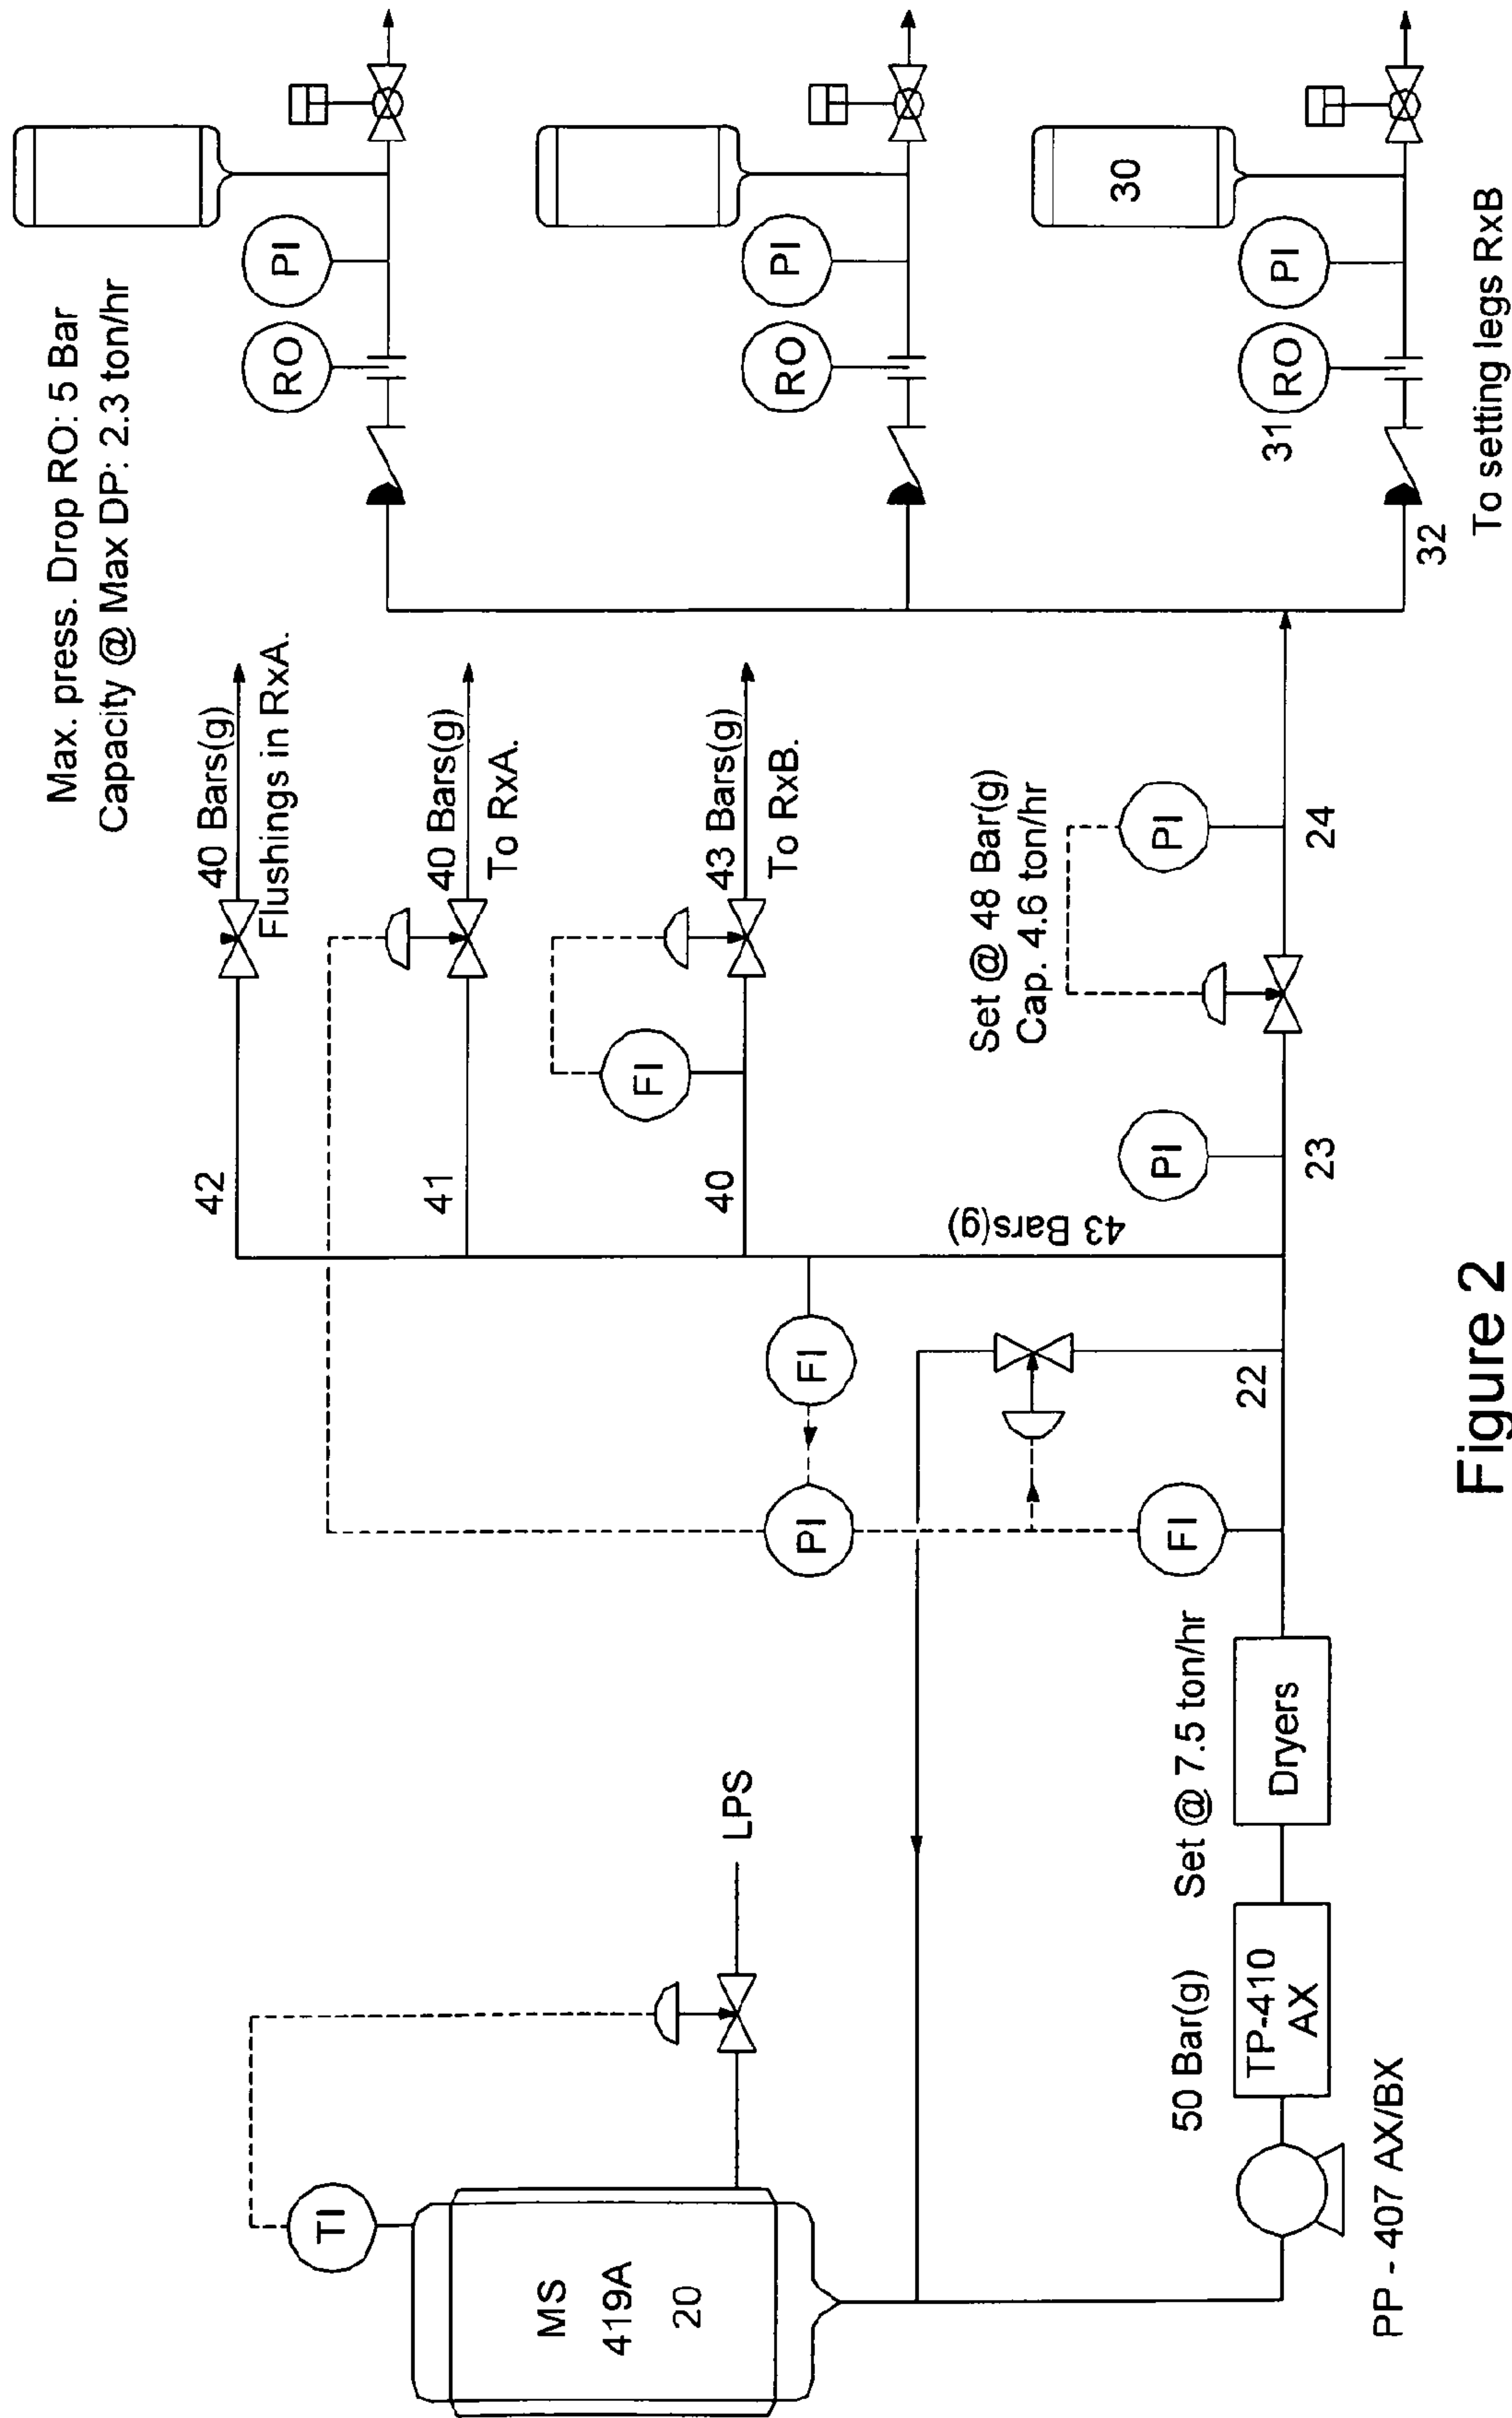 Max. press. Drop RO: 5 Bar
Capacity @ Max DP: 2.3 ton/hr
42
40 Bars(g)
Flushings in RxA.
41
40 Bars(g)
To RxA.
40
43 Bars(g)
To RxB.
FI
43 Bars(g)
TI
MS
419A
20
LPS
PI
FI
FI
22
Set @ 7.5 ton/hr
50 Bar(g)
TP-410
AX
Dryers
PP - 407 AX/BX
PI
23
Set @ 48 Bar(g)
Cap. 4.6 ton/hr
PI
24
RO
PI
RO
PI
31
RO
PI
30
32
To setting legs RxB
Figure 2